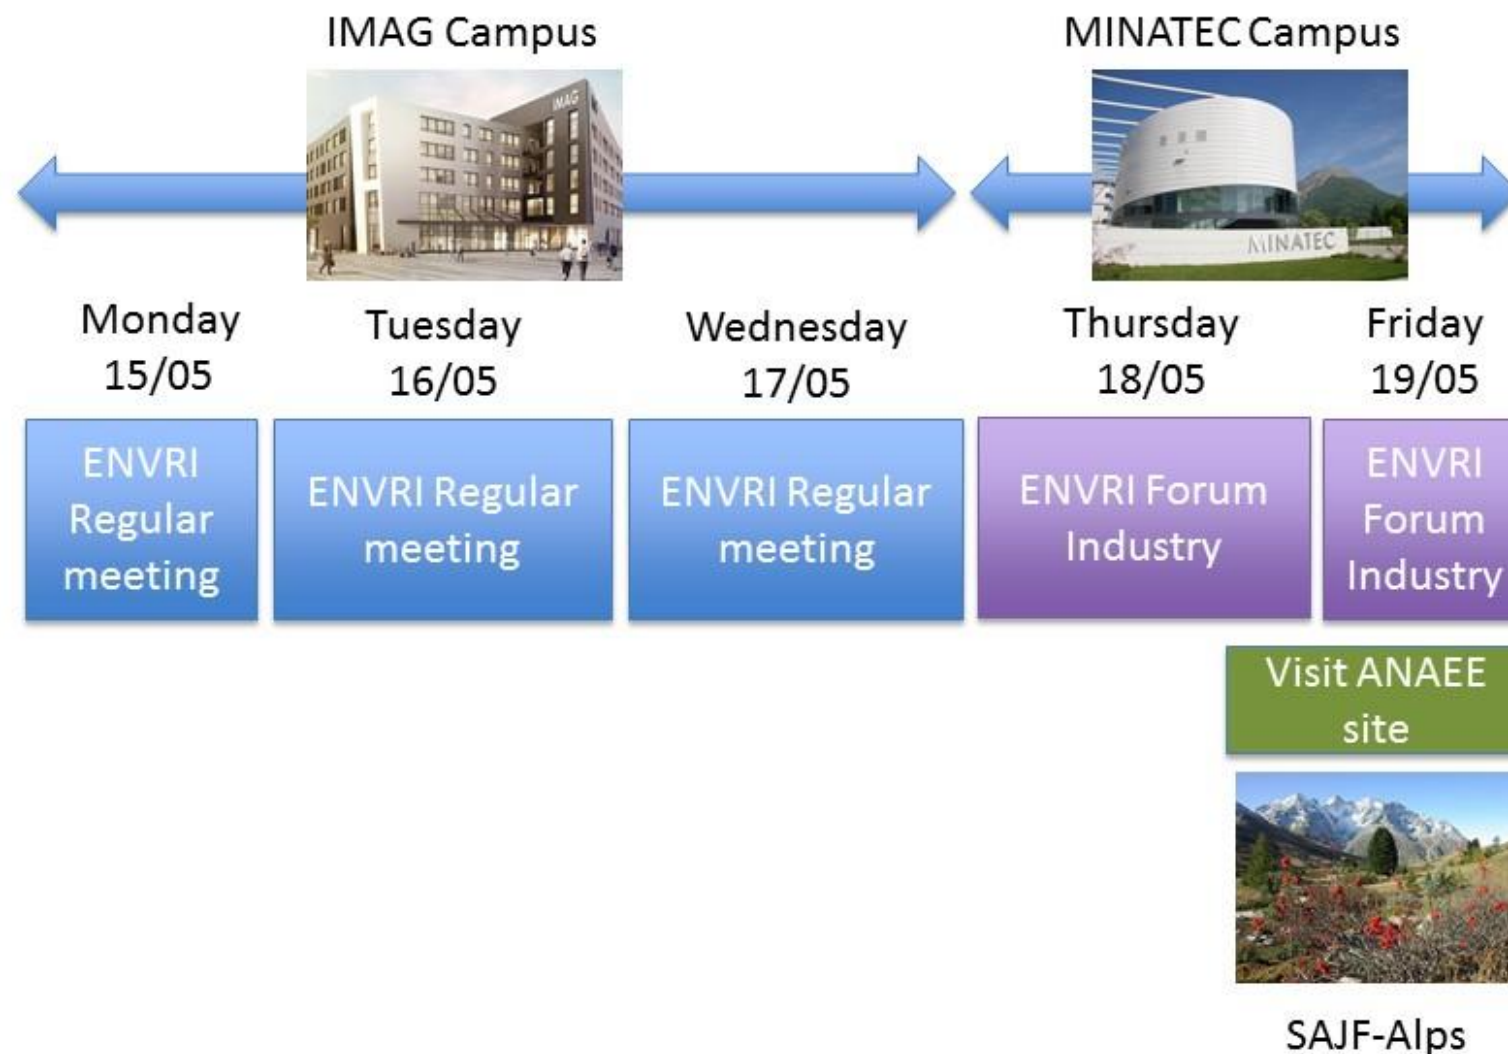 IMAG Campus
MINATEC Campus
IMAG
MINATEC
Monday
15/05
Tuesday
16/05
Wednesday
17/05
Thursday
18/05
Friday
19/05
ENVRI
Regular
meeting
ENVRI Regular
meeting
ENVRI Regular
meeting
ENVRI Forum
Industry
ENVRI
Forum
Industry
Visit ANAEE
site
SAJF-Alps